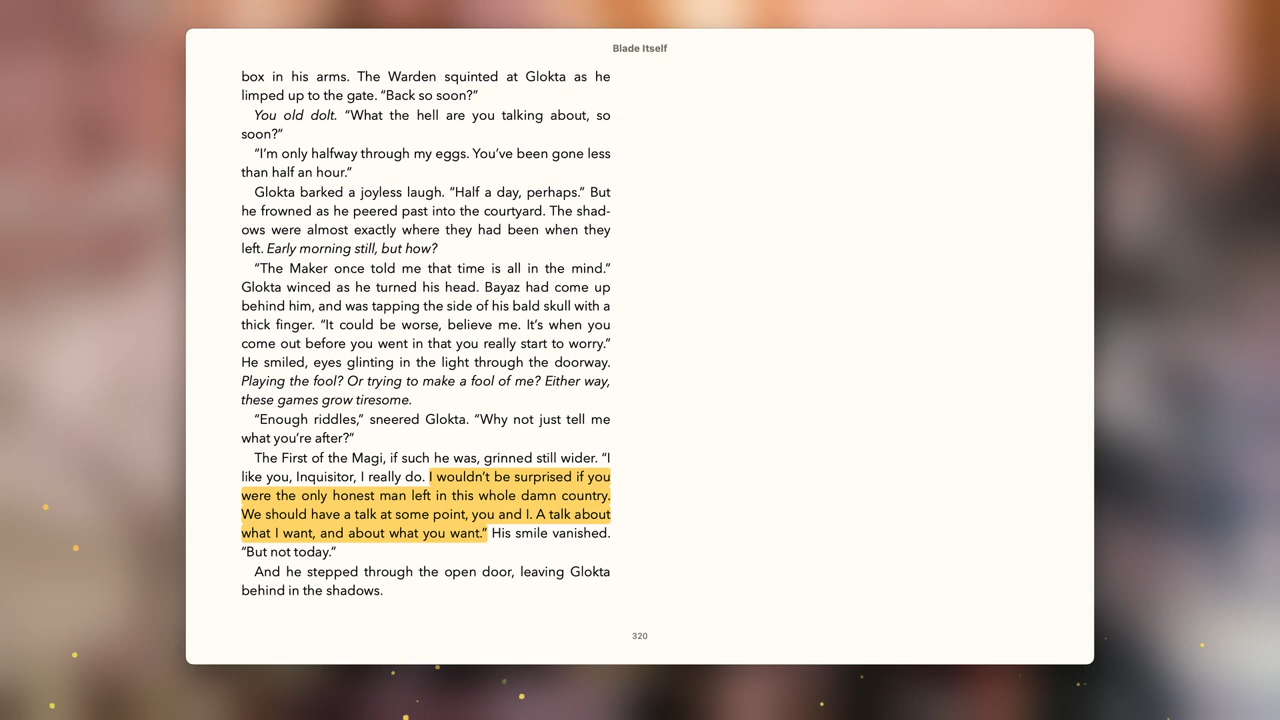 Blade Itself
box in his arms. The Warden squinted at Glokta as he
limped up to the gate. “Back so soon?”
You old dolt. “What the hell are you talking about, so
soon?”
“I’m only halfway through my eggs. You’ve been gone less
than half an hour.”
Glokta barked a joyless laugh. “Half a day, perhaps.” But
he frowned as he peered past into the courtyard. The shad-
ows were almost exactly where they had been when they
left. Early morning still, but how?
“The Maker once told me that time is all in the mind.”
Glokta winced as he turned his head. Bayaz had come up
behind him, and was tapping the side of his bald skull with a
thick finger. “It could be worse, believe me. It’s when you
come out before you went in that you really start to worry.”
He smiled, eyes glinting in the light through the doorway.
Playing the fool? Or trying to make a fool of me? Either way,
these games grow tiresome.
“Enough riddles,” sneered Glokta. “Why not just tell me
what you’re after?”
The First of the Magi, if such he was, grinned still wider. “I
like you, Inquisitor, I really do. I wouldn’t be surprised if you
were the only honest man left in this whole damn country.
We should have a talk at some point, you and I. A talk about
what I want, and about what you want.” His smile vanished.
“But not today.”
And he stepped through the open door, leaving Glokta
behind in the shadows.
320